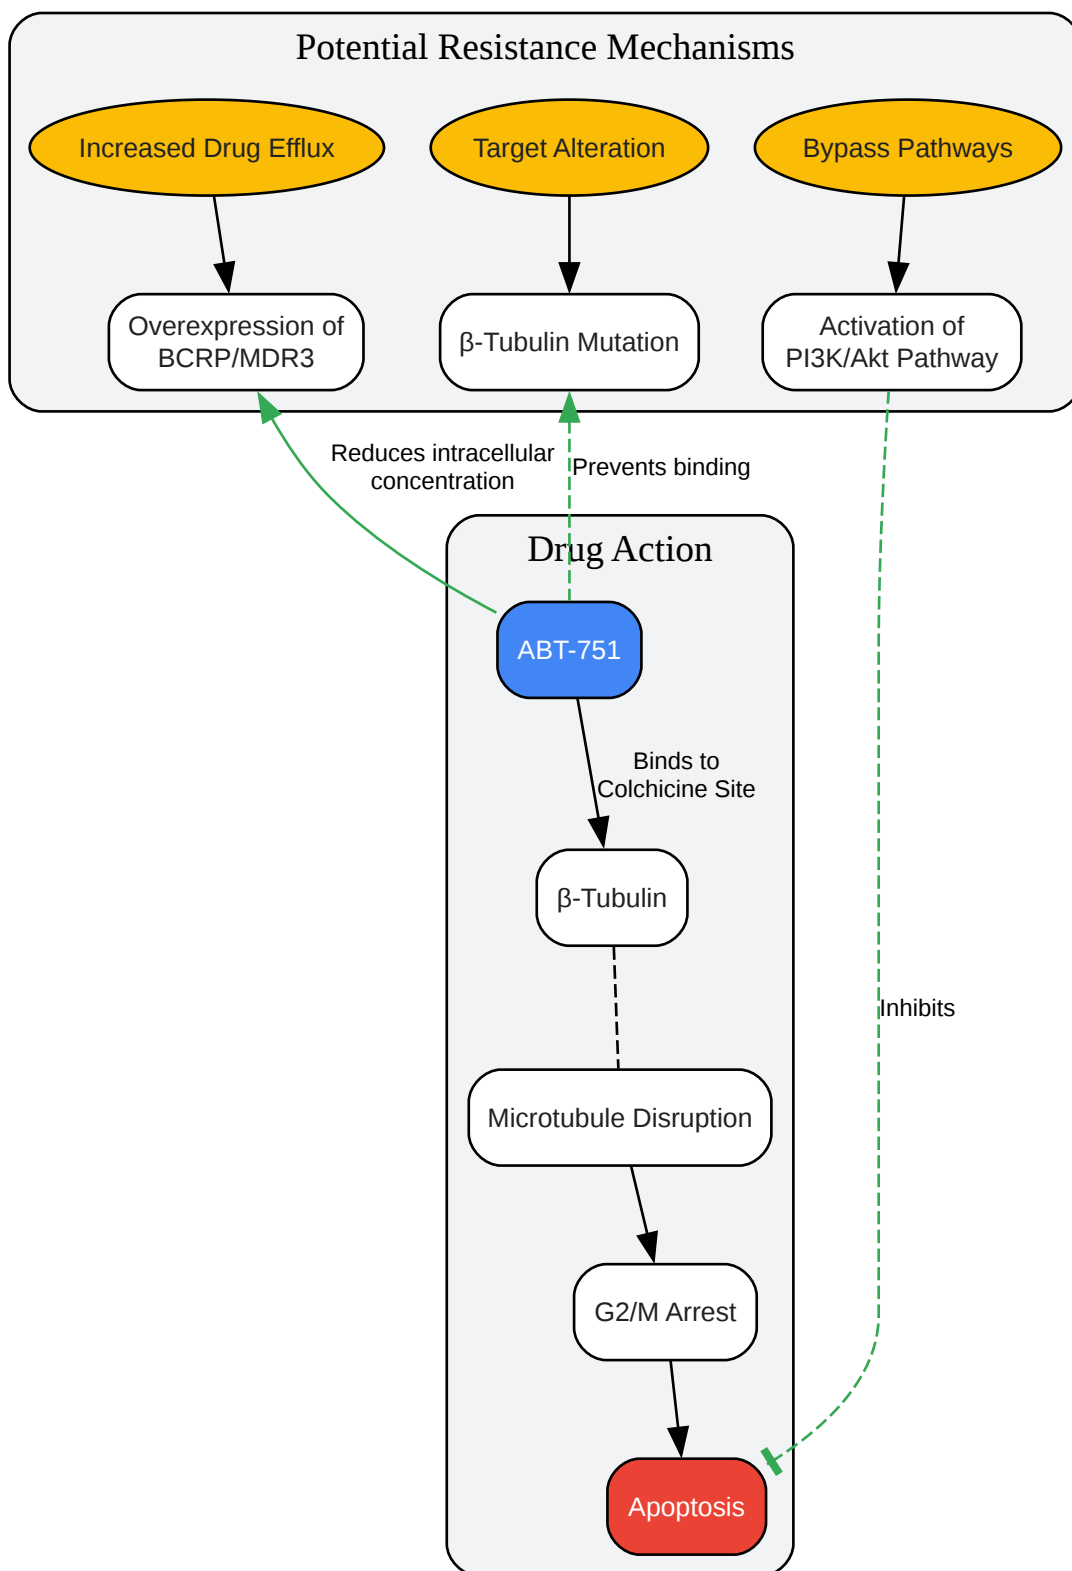 Potential Resistance Mechanisms
Increased Drug Efflux
Target Alteration
Bypass Pathways
Overexpression of
BCRP/MDR3
β-Tubulin Mutation
Activation of
PI3K/Akt Pathway
Reduces intracellular
concentration
Prevents binding
Drug Action
ABT-751
Binds to
Colchicine Site
β-Tubulin
Inhibits
Microtubule Disruption
G2/M Arrest
Apoptosis